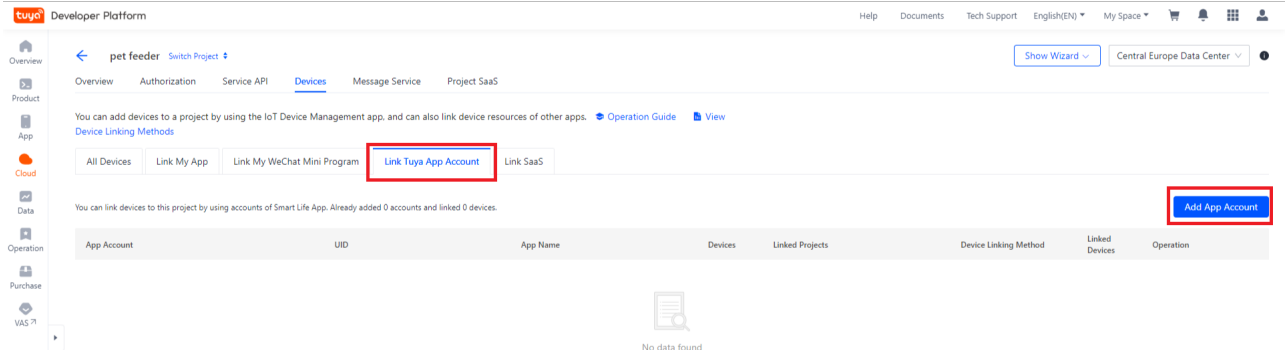 tuya Developer Platform
Help Documents Tech Support English(EN) My Space
Overview
Product
App
Cloud
Data
Operation
Purchase
VAS
pet feeder Switch Project
Show Wizard Central Europe Data Center
Overview Authorization Service API Devices Message Service Project SaaS
You can add devices to a project by using the IoT Device Management app, and can also link device resources of other apps. Operation Guide View
Device Linking Methods
All Devices Link My App Link My WeChat Mini Program Link Tuya App Account Link SaaS
You can link devices to this project by using accounts of Smart Life App. Already added 0 accounts and linked 0 devices.
Add App Account
App Account UID App Name Devices Linked Projects Device Linking Method Linked Devices Operation
No data found